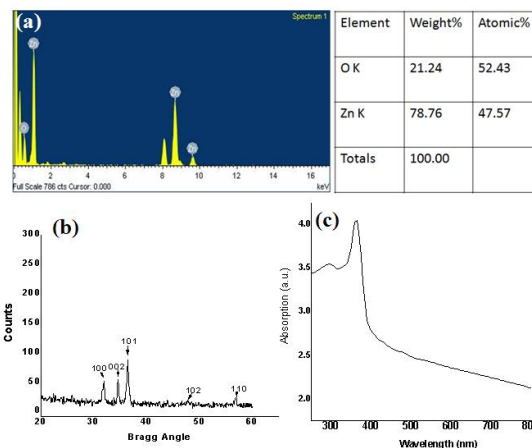 (a)
Spectrum 1
Zn
Zn
O
Zn
0 2 4 6 8 10 12 14 16
Full Scale 786 cts Cursor: 0.000
keV
Element Weight% Atomic%
O K 21.24 52.43
Zn K 78.76 47.57
Totals 100.00
(b)
300
250
200
150
100
50
0
Counts
100
002
101
102
110
20 30 40 50 60
Bragg Angle
(c)
4.0
3.5
3.0
2.5
2.0
Absorption (a.u.)
300 400 500 600 700 800
Wavelength (nm)